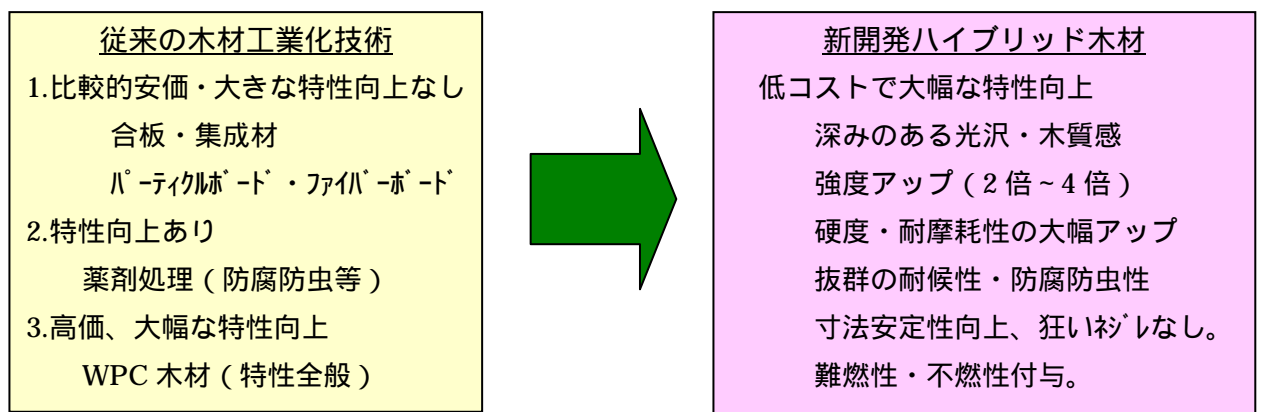 従来の木材工業化技術
1.比較的安価・大きな特性向上なし
合板・集成材
ﾊﾟｰﾃｨｸﾙﾎﾞｰﾄﾞ・ﾌｧｲﾊﾞｰﾎﾞｰﾄﾞ
2.特性向上あり
薬剤処理（防腐防虫等）
3.高価、大幅な特性向上
WPC 木材（特性全般）
新開発ハイブリッド木材
低コストで大幅な特性向上
深みのある光沢・木質感
強度アップ（2 倍~4 倍）
硬度・耐摩耗性の大幅アップ
抜群の耐候性・防腐防虫性
寸法安定性向上、狂いﾈｼﾞﾚなし。
難燃性・不燃性付与。